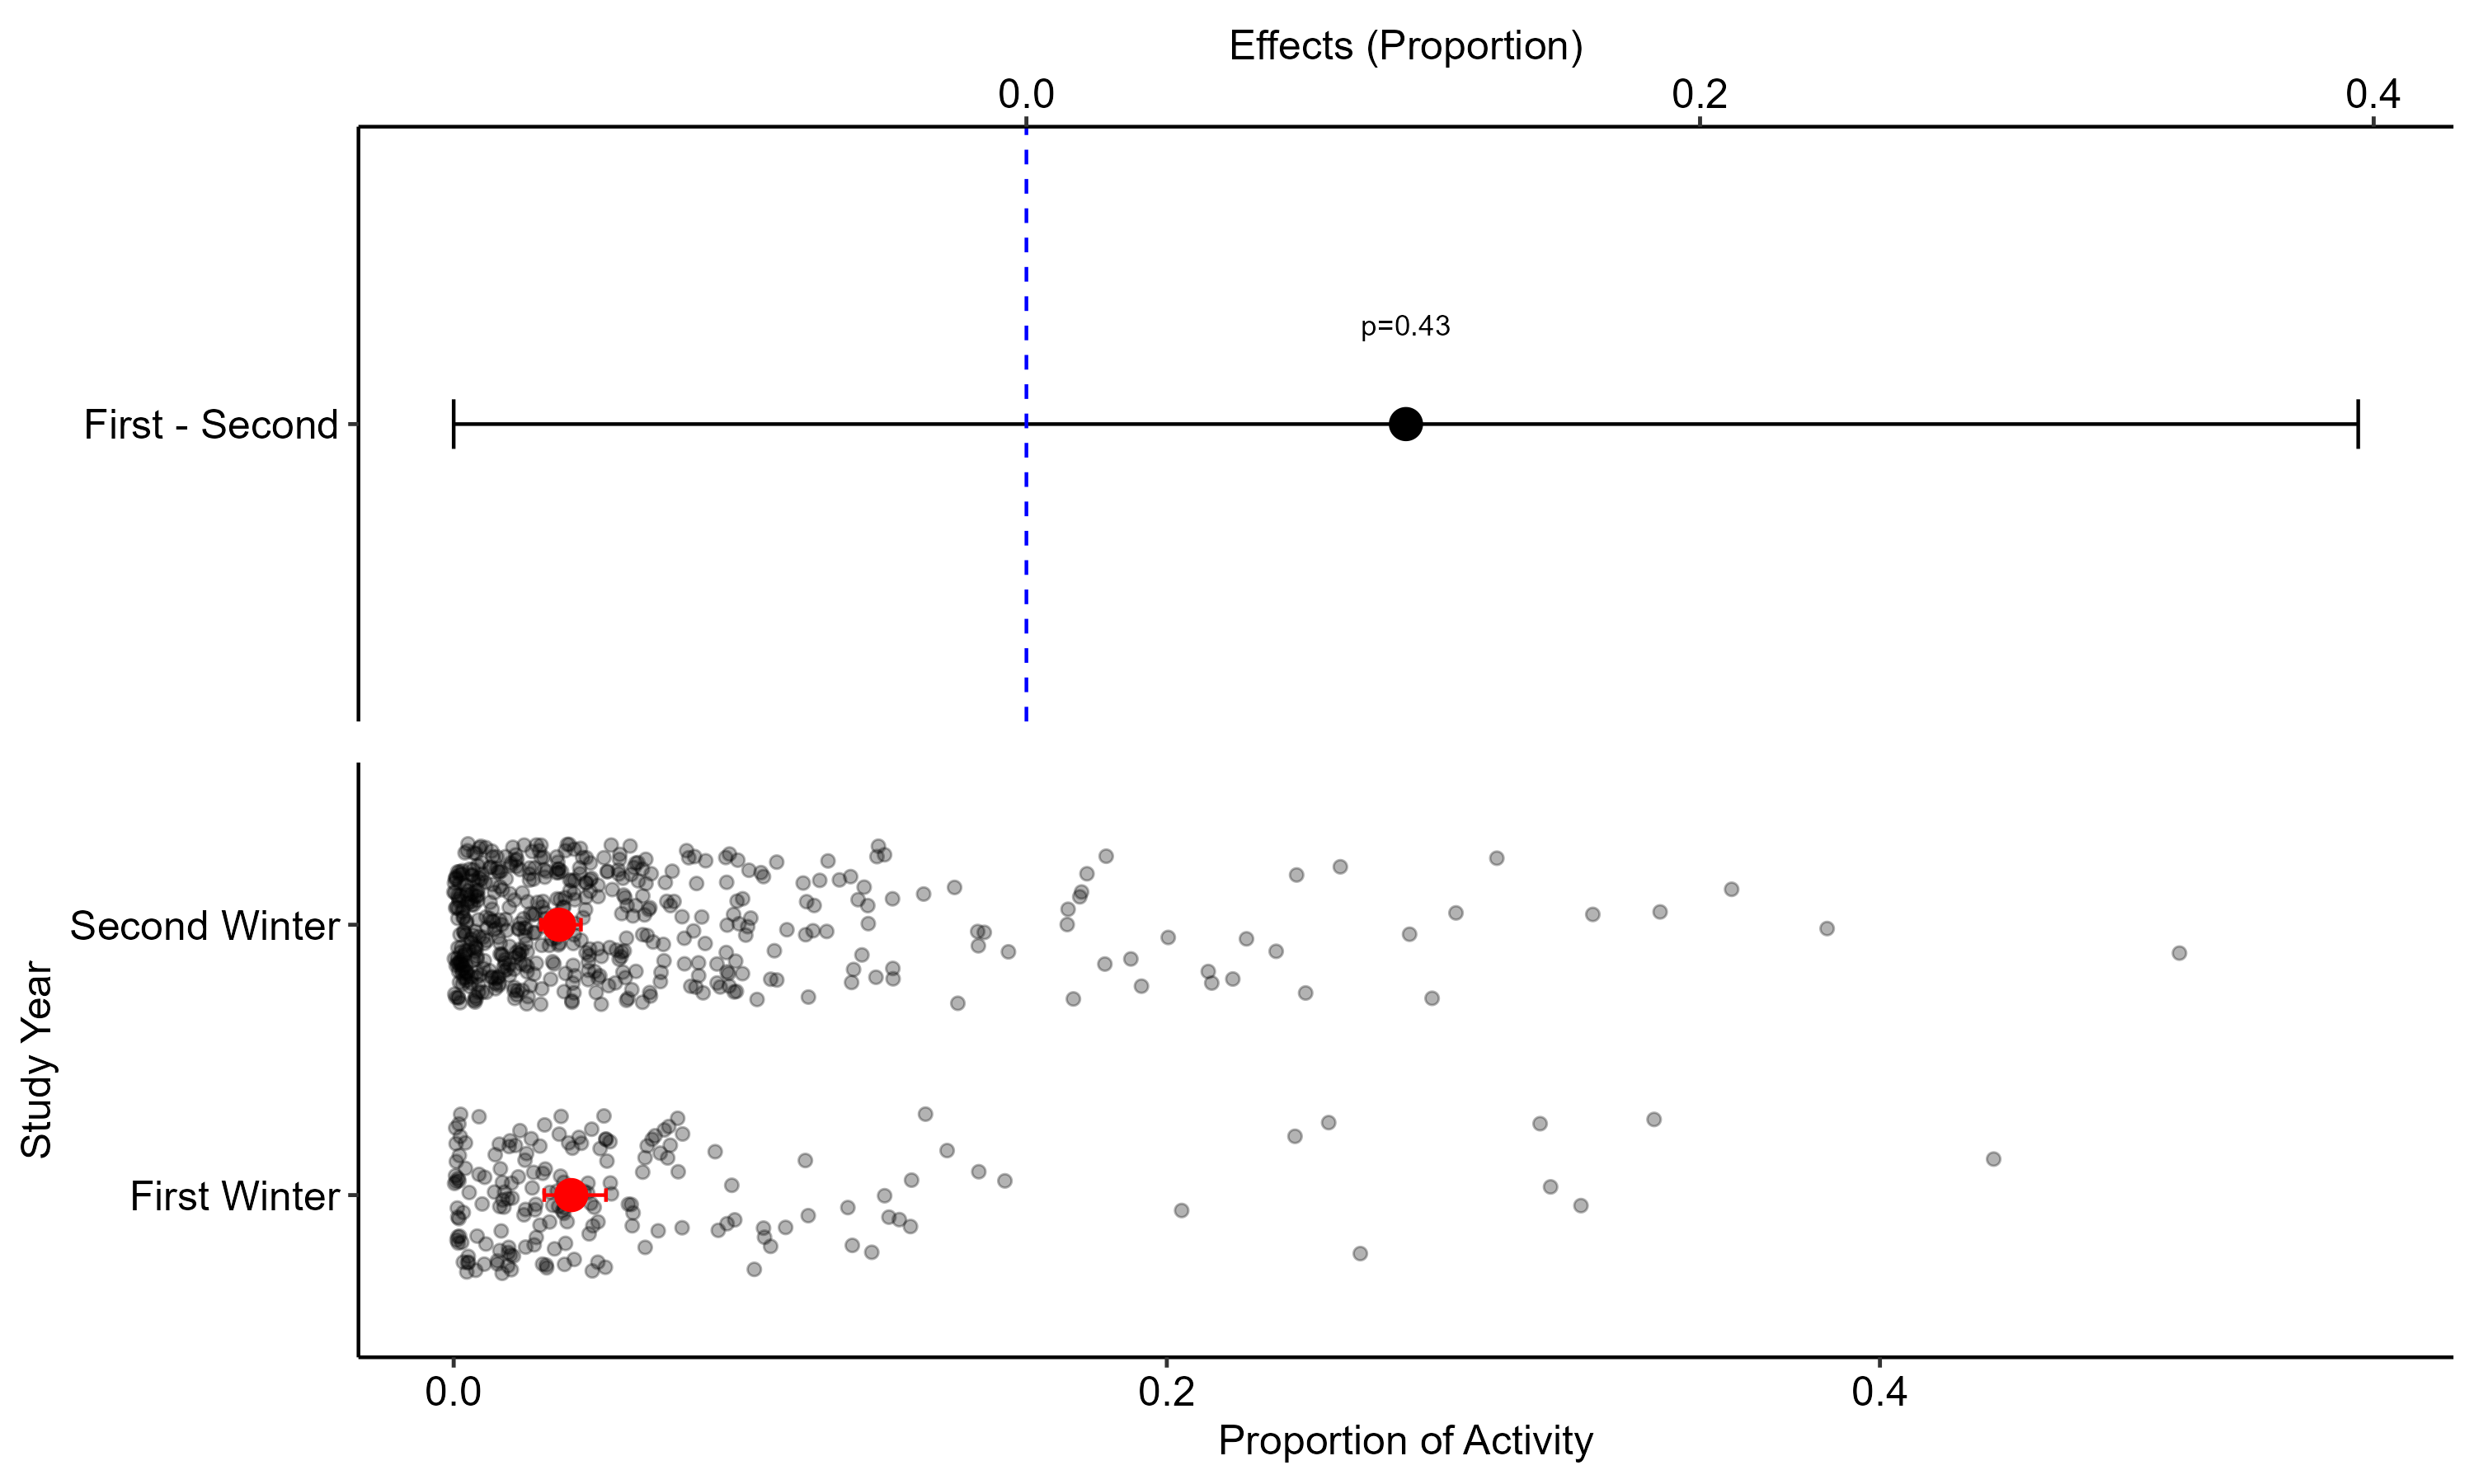 Effects (Proportion)
0.0 0.2 0.4
p=0.43
First - Second
Second Winter
Study Year
First Winter
0.0 0.2 0.4
Proportion of Activity